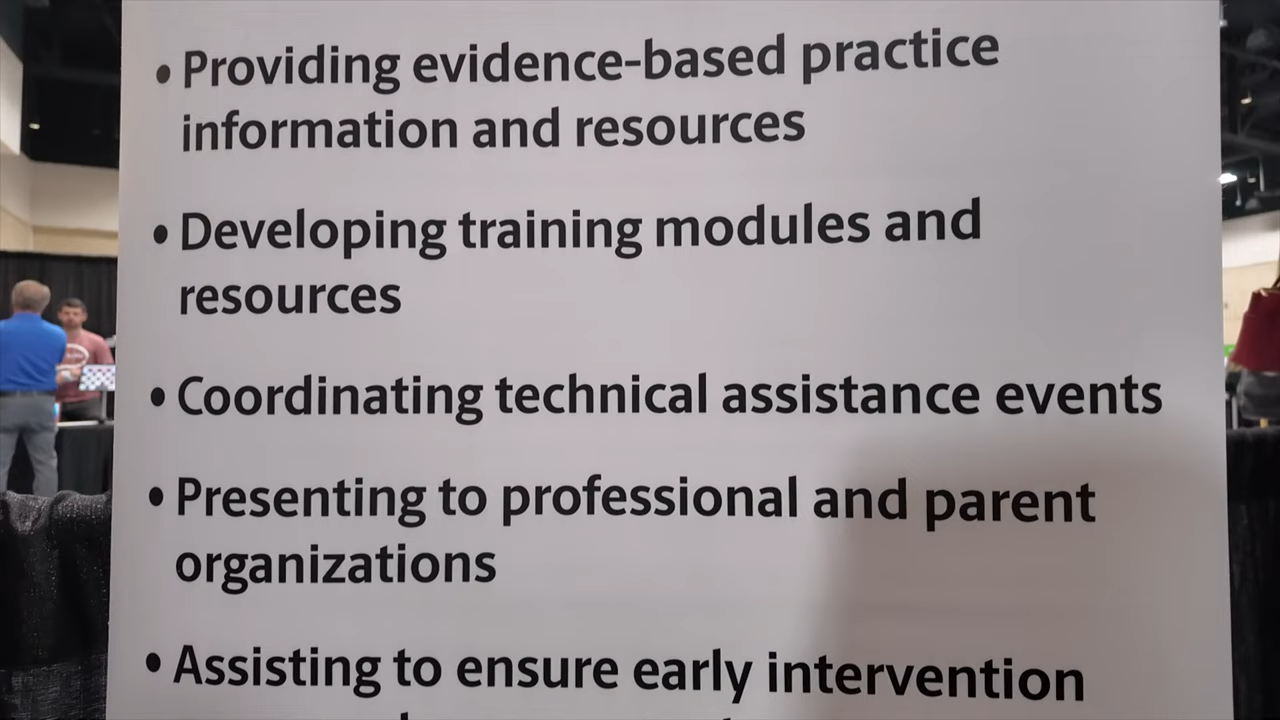 • Providing evidence-based practice
information and resources
• Developing training modules and
resources
• Coordinating technical assistance events
• Presenting to professional and parent
organizations
• Assisting to ensure early intervention